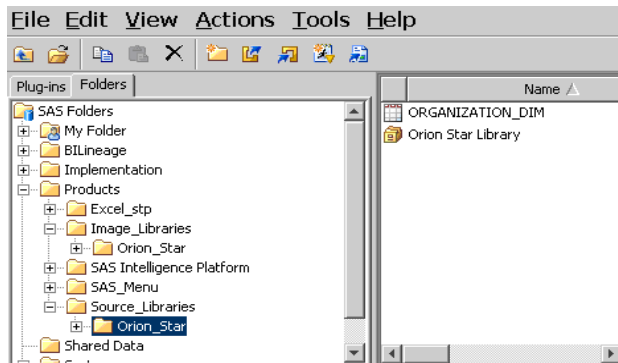 File Edit View Actions Tools Help
Plug-ins Folders
SAS Folders
My Folder
BILineage
Implementation
Products
Excel_stp
Image_Libraries
Orion_Star
SAS Intelligence Platform
SAS_Menu
Source_Libraries
Orion_Star
Shared Data
Name
ORGANIZATION_DIM
Orion Star Library